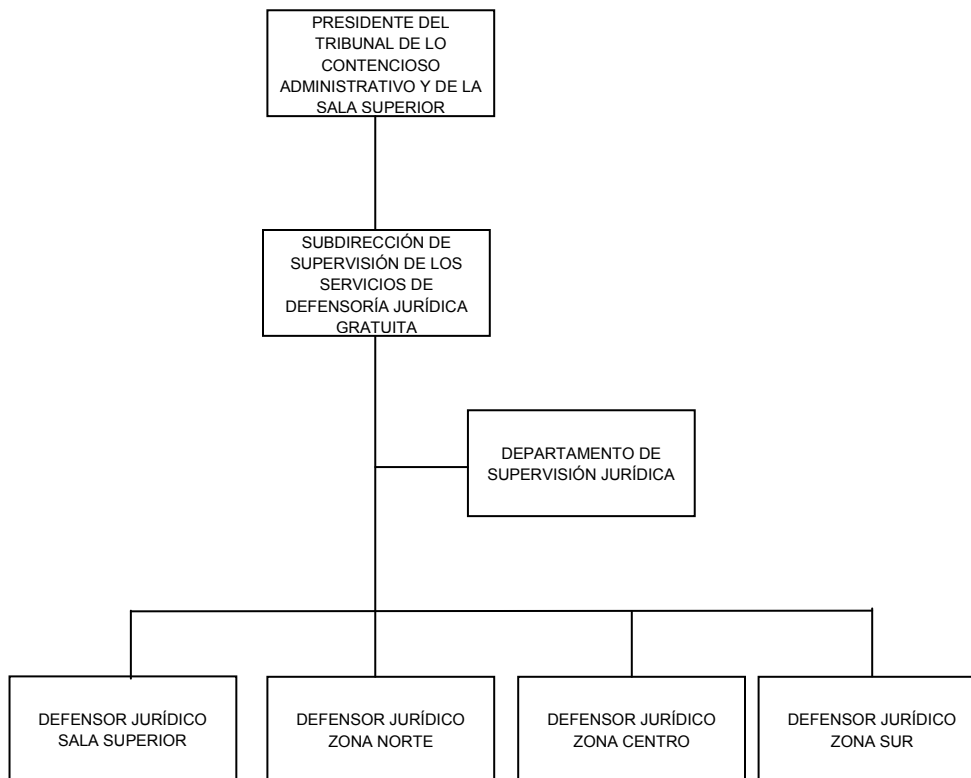 PRESIDENTE DEL
TRIBUNAL DE LO
CONTENCIOSO
ADMINISTRATIVO Y DE LA
SALA SUPERIOR
SUBDIRECCIÓN DE
SUPERVISIÓN DE LOS
SERVICIOS DE
DEFENSORÍA JURÍDICA
GRATUITA
DEPARTAMENTO DE
SUPERVISIÓN JURÍDICA
DEFENSOR JURÍDICO
SALA SUPERIOR
DEFENSOR JURÍDICO
ZONA NORTE
DEFENSOR JURÍDICO
ZONA CENTRO
DEFENSOR JURÍDICO
ZONA SUR